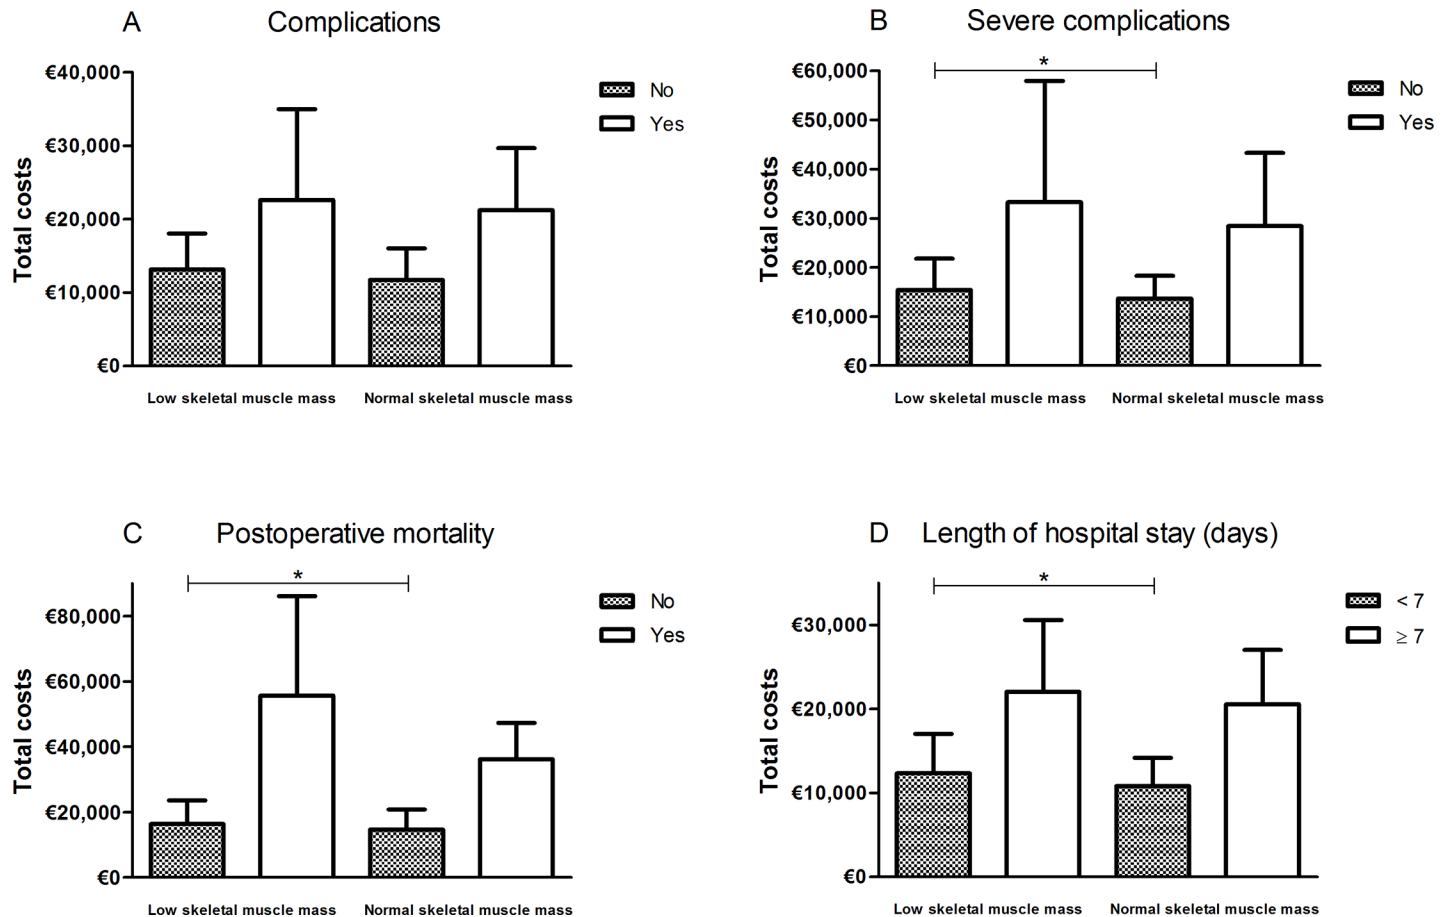 A Complications
€40,000
€30,000
€20,000
€10,000
€0
Total costs
No
Yes
Low skeletal muscle mass Normal skeletal muscle mass
B Severe complications
*
€60,000
€50,000
€40,000
€30,000
€20,000
€10,000
€0
Total costs
No
Yes
Low skeletal muscle mass Normal skeletal muscle mass
C Postoperative mortality
*
€80,000
€60,000
€40,000
€20,000
€0
Total costs
No
Yes
Low skeletal muscle mass Normal skeletal muscle mass
D Length of hospital stay (days)
*
€30,000
€20,000
€10,000
€0
Total costs
< 7
≥ 7
Low skeletal muscle mass Normal skeletal muscle mass